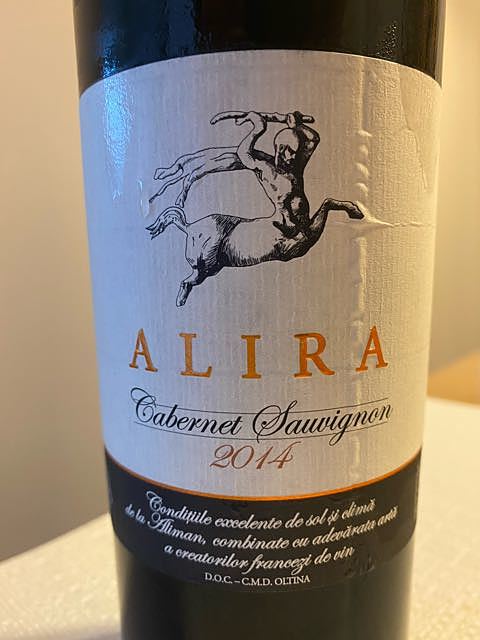 ALIRA
Cabernet Sauvignon
2014
Condițiile excelente de sol și climă
de la Aliman, combinate cu adevărata artă
a creatorilor francezi de vin
D.O.C. – C.M.D. OLTINA